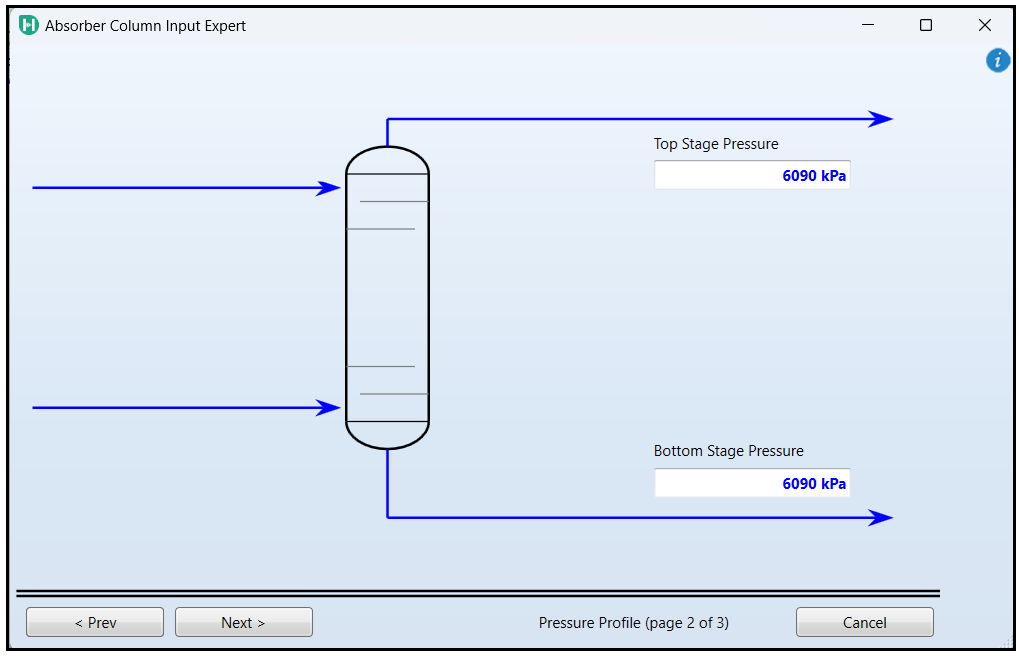 Absorber Column Input Expert
Top Stage Pressure
6090 kPa
Bottom Stage Pressure
6090 kPa
< Prev
Next >
Pressure Profile (page 2 of 3)
Cancel